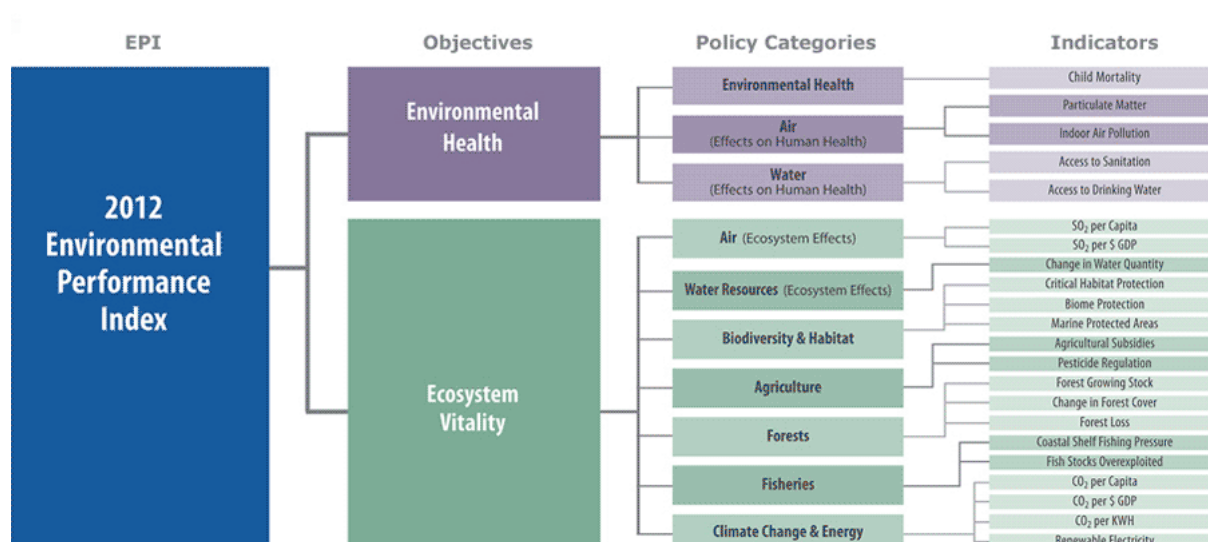 EPI
Objectives
Policy Categories
Indicators
2012
Environmental
Performance
Index
Environmental
Health
Ecosystem
Vitality
Environmental Health
Air
(Effects on Human Health)
Water
(Effects on Human Health)
Air (Ecosystem Effects)
Water Resources (Ecosystem Effects)
Biodiversity & Habitat
Agriculture
Forests
Fisheries
Climate Change & Energy
Child Mortality
Particulate Matter
Indoor Air Pollution
Access to Sanitation
Access to Drinking Water
SO₂ per Capita
SO₂ per $ GDP
Change in Water Quantity
Critical Habitat Protection
Biome Protection
Marine Protected Areas
Agricultural Subsidies
Pesticide Regulation
Forest Growing Stock
Change in Forest Cover
Forest Loss
Coastal Shelf Fishing Pressure
Fish Stocks Overexploited
CO₂ per Capita
CO₂ per $ GDP
CO₂ per KWH
Renewable Electricity